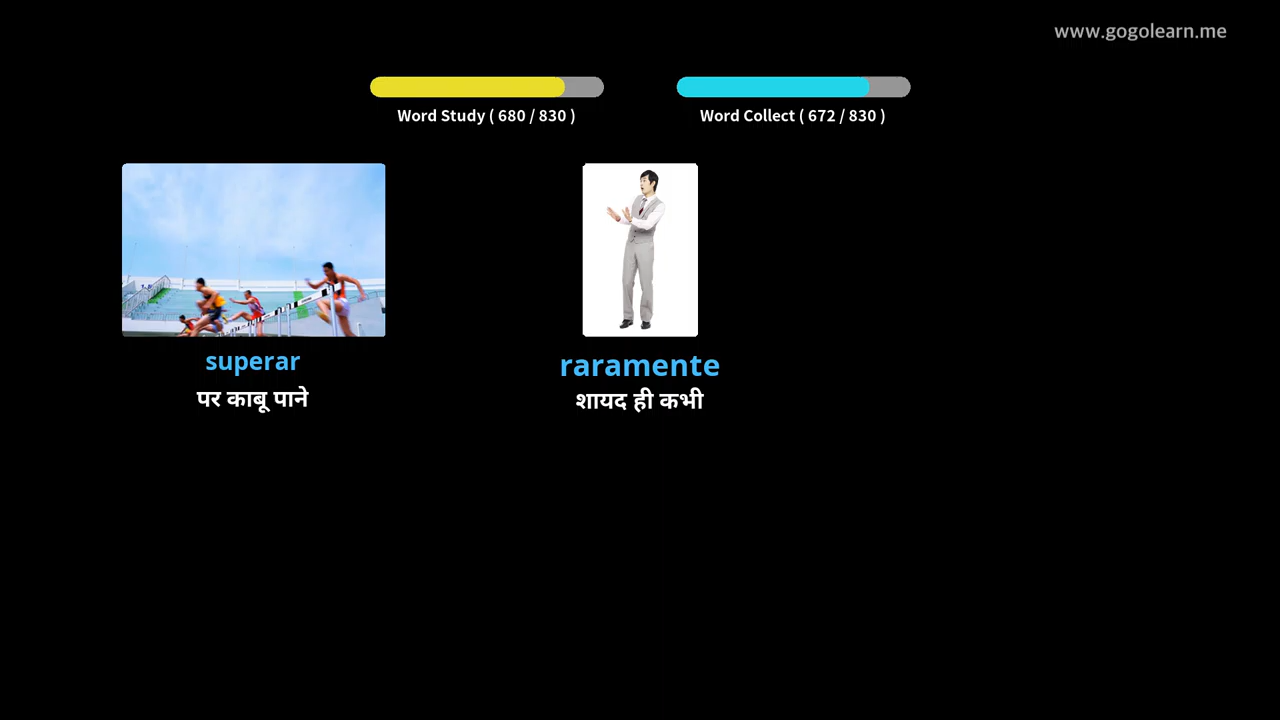 www.gogolearn.me
Word Study ( 680 / 830 )
Word Collect ( 672 / 830 )
superar
पर काबू पाने
raramente
शायद ही कभी